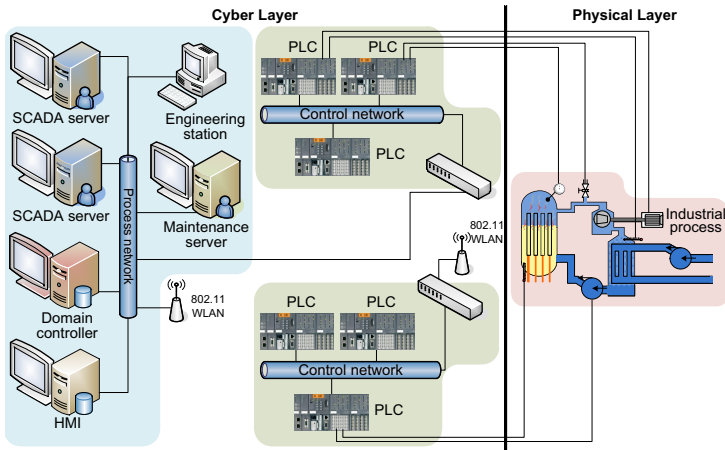 Cyber Layer
Physical Layer
PLC
PLC
SCADA server
Engineering
station
Control network
PLC
SCADA server
Process network
Maintenance
server
802.11
WLAN
Industrial
process
Domain
controller
802.11
WLAN
PLC
PLC
Control network
HMI
PLC